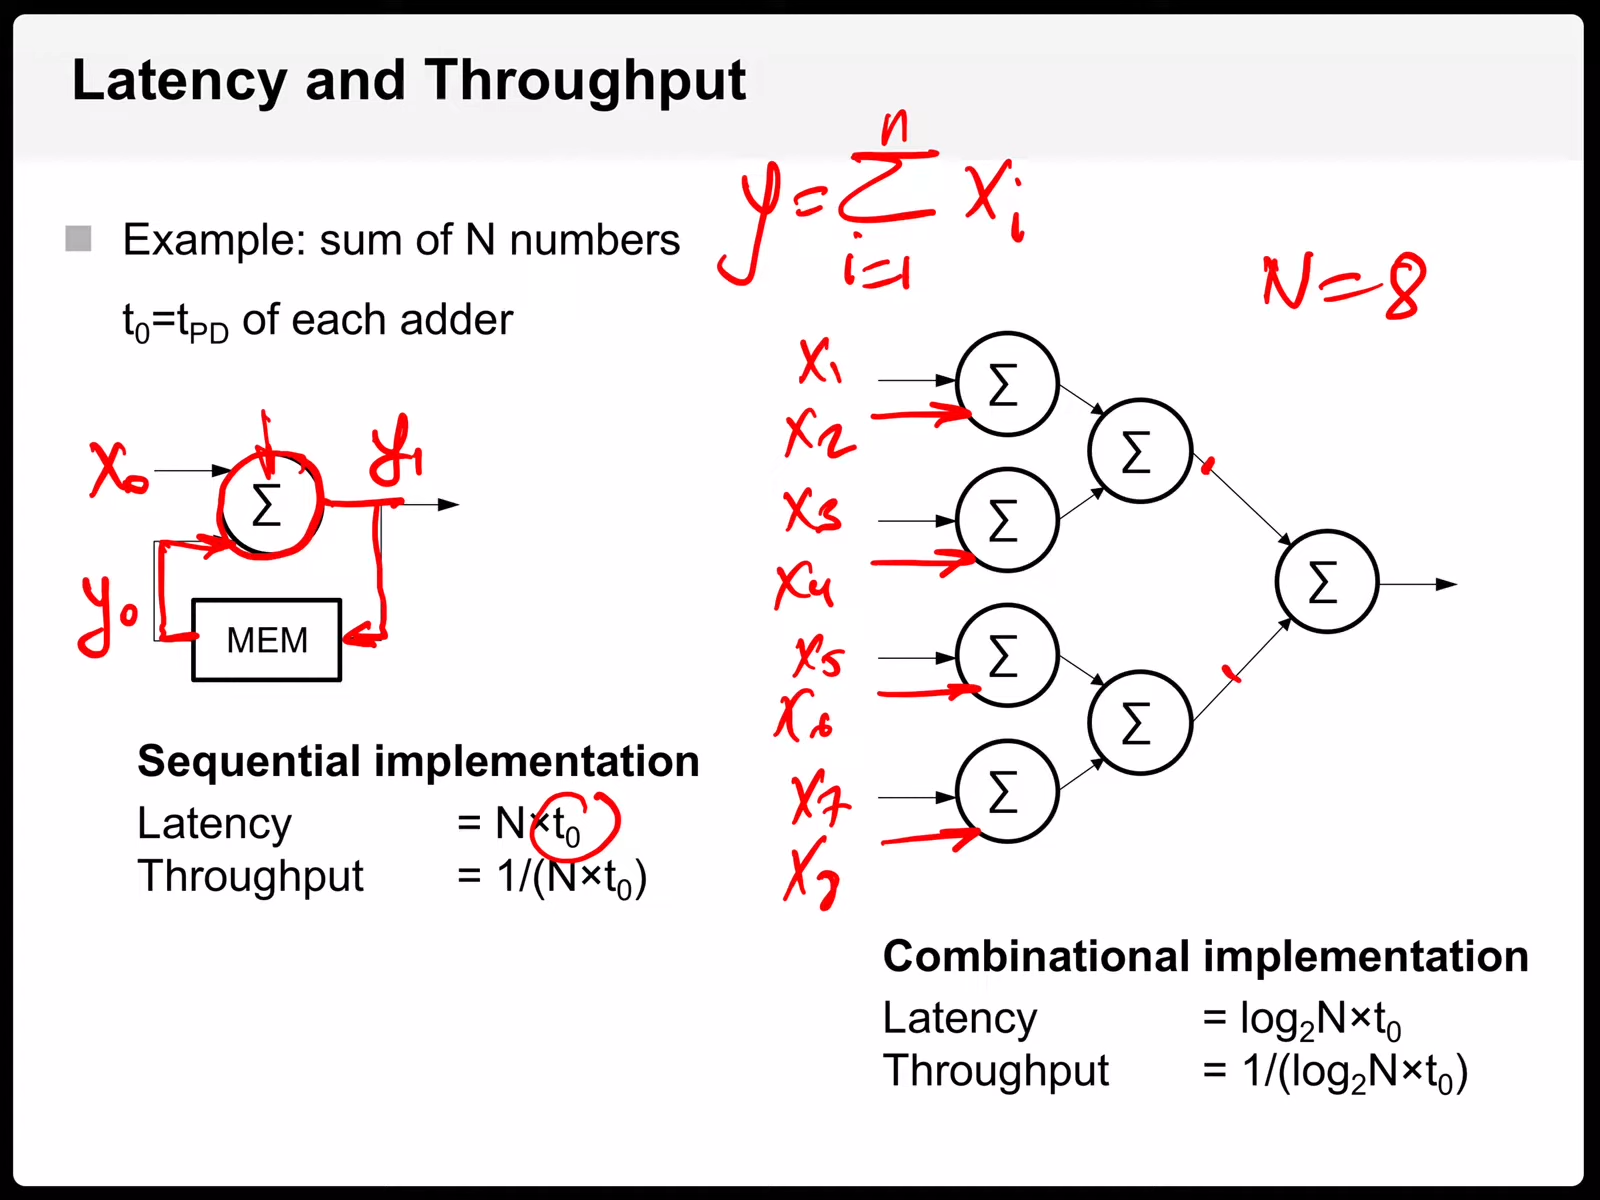 Latency and Throughput
y = Σ n i=1 xi
Example: sum of N numbers
N=8
t0=tPD of each adder
x0
Σ
y1
y0
MEM
Sequential implementation
Latency = N×t0
Throughput = 1/(N×t0)
x1
x2
x3
x4
x5
x6
x7
x8
Σ
Σ
Σ
Σ
Σ
Σ
Σ
Combinational implementation
Latency = log2N×t0
Throughput = 1/(log2N×t0)